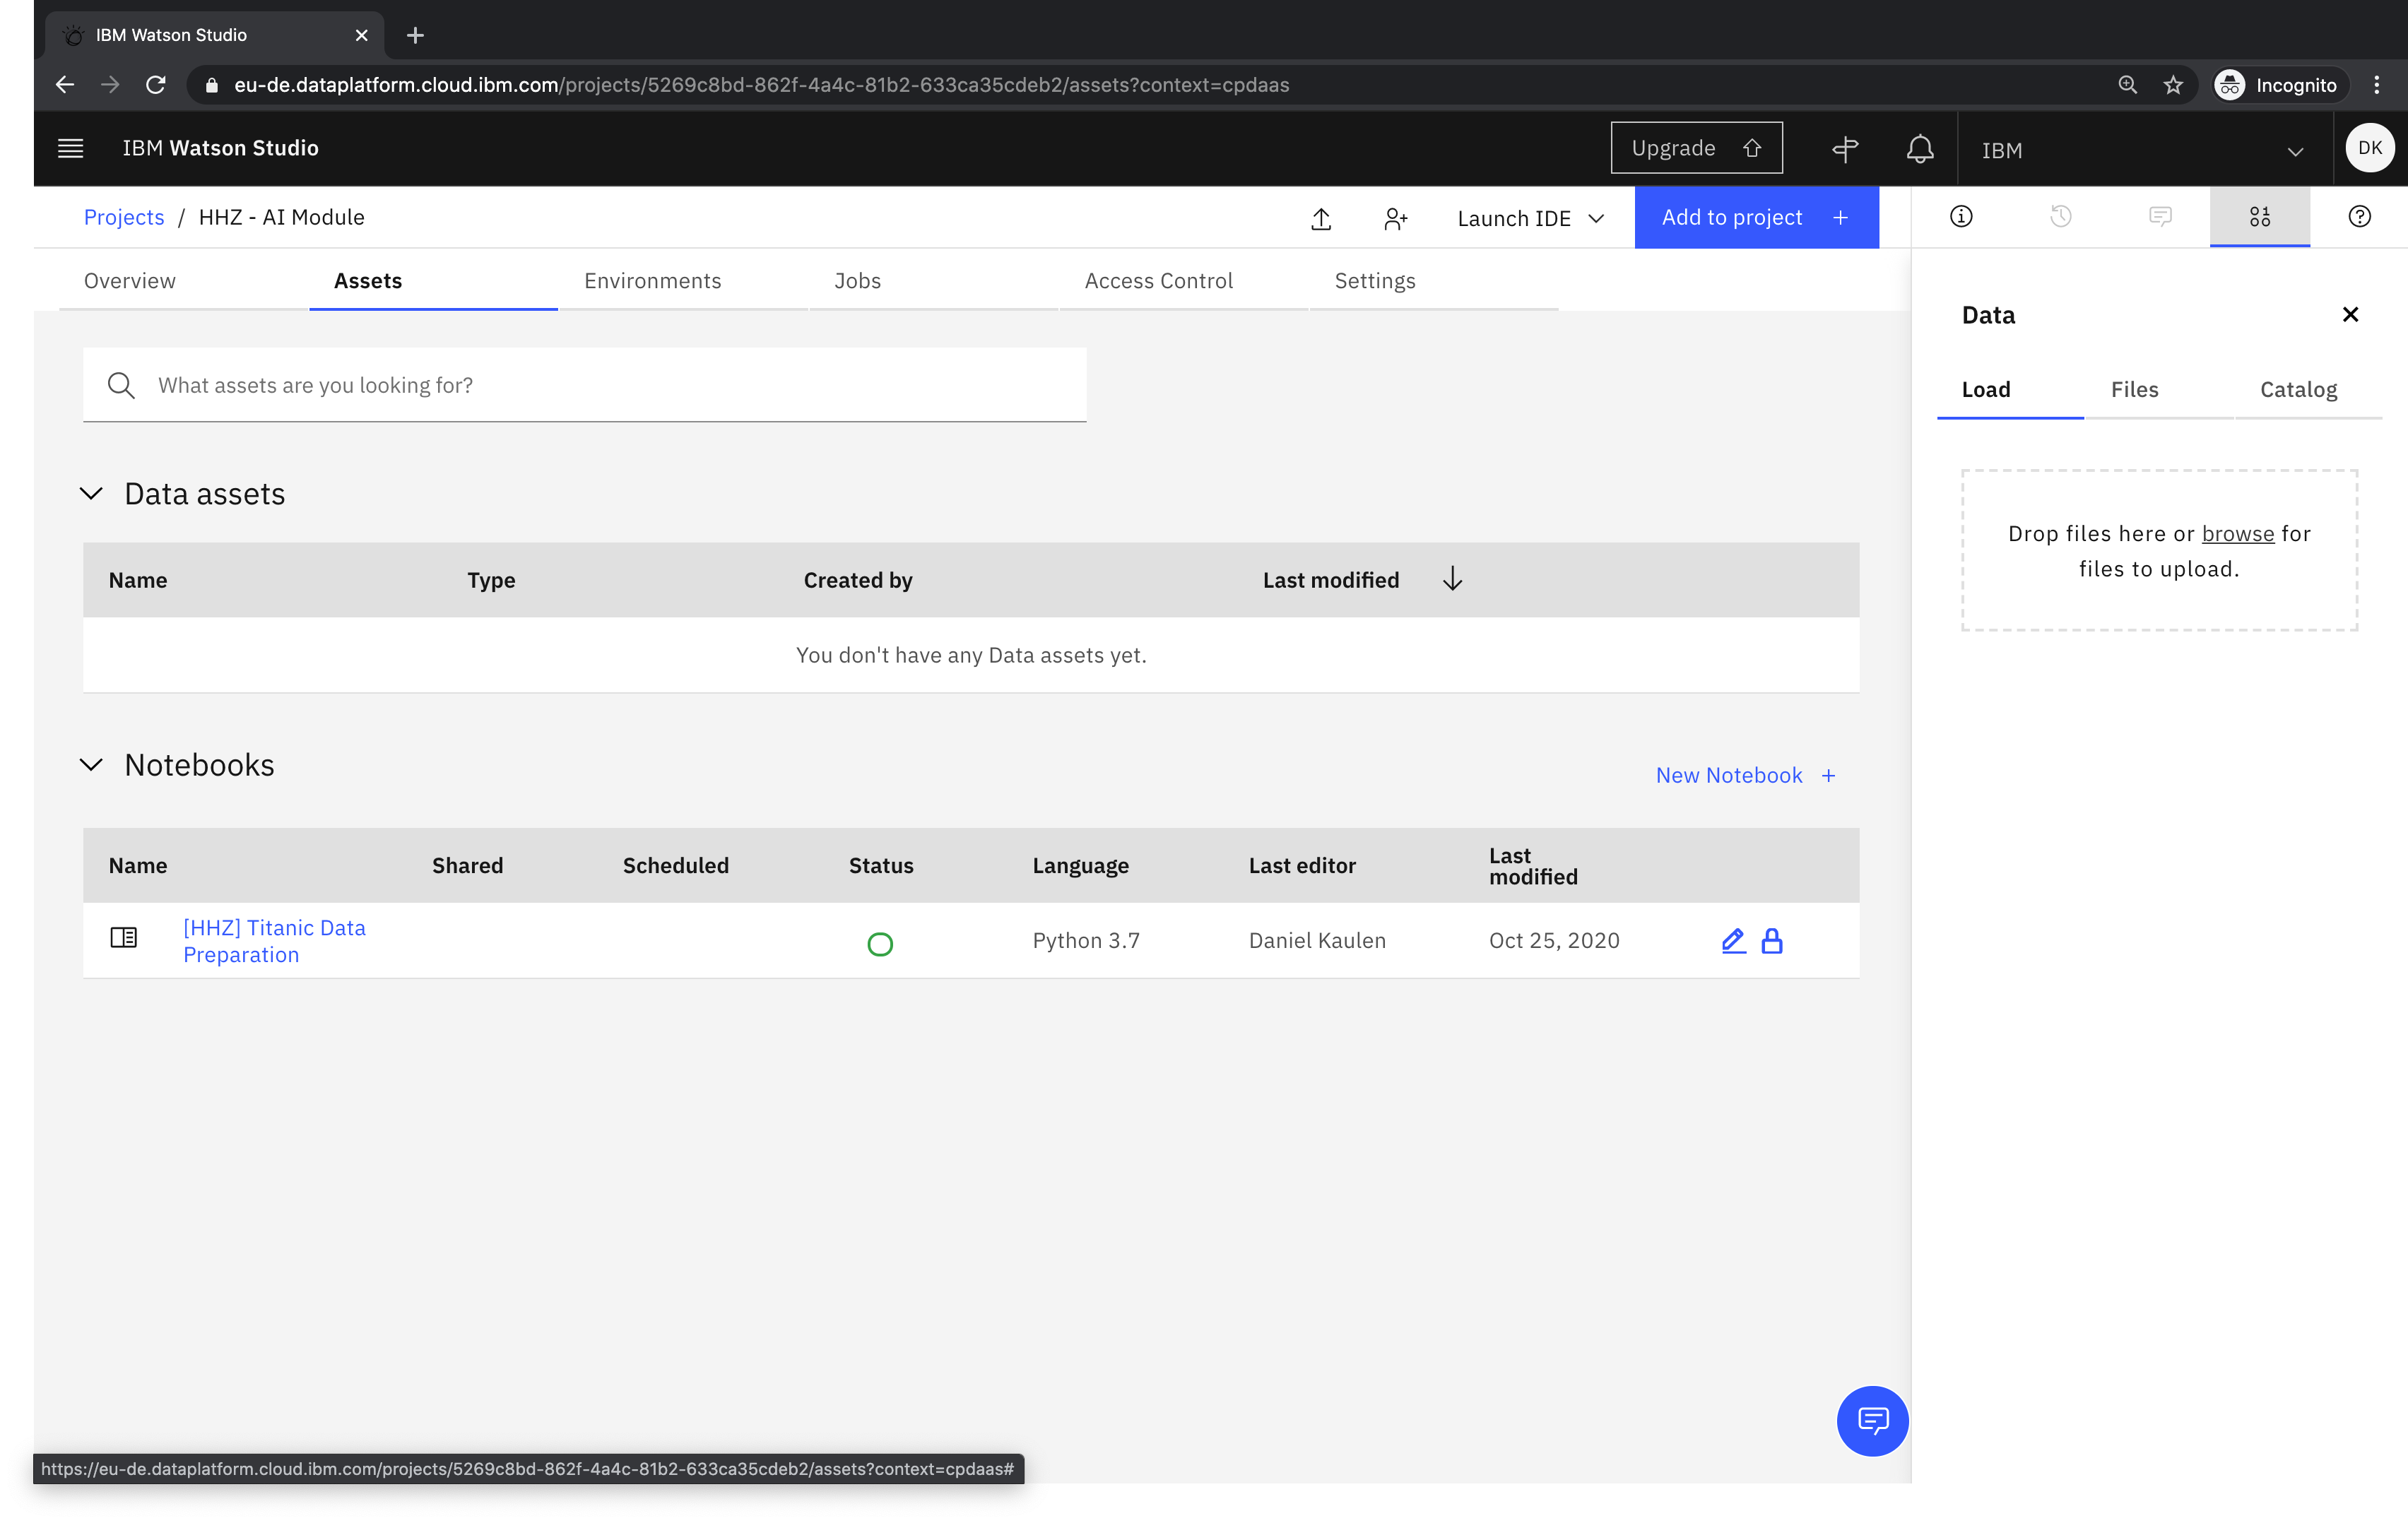 IBM Watson Studio
eu-de.dataplatform.cloud.ibm.com/projects/5269c8bd-862f-4a4c-81b2-633ca35cdeb2/assets?context=cpdaas
Incognito
IBM Watson Studio
Upgrade
IBM
DK
Projects / HHZ - AI Module
Launch IDE
Add to project +
Overview
Assets
Environments
Jobs
Access Control
Settings
What assets are you looking for?
Data assets
Name Type Created by Last modified
You don't have any Data assets yet.
Notebooks
New Notebook +
Name Shared Scheduled Status Language Last editor Last
modified
[HHZ] Titanic Data
Preparation
Python 3.7
Daniel Kaulen
Oct 25, 2020
Data
Load
Files
Catalog
Drop files here or browse for
files to upload.
https://eu-de.dataplatform.cloud.ibm.com/projects/5269c8bd-862f-4a4c-81b2-633ca35cdeb2/assets?context=cpdaas#